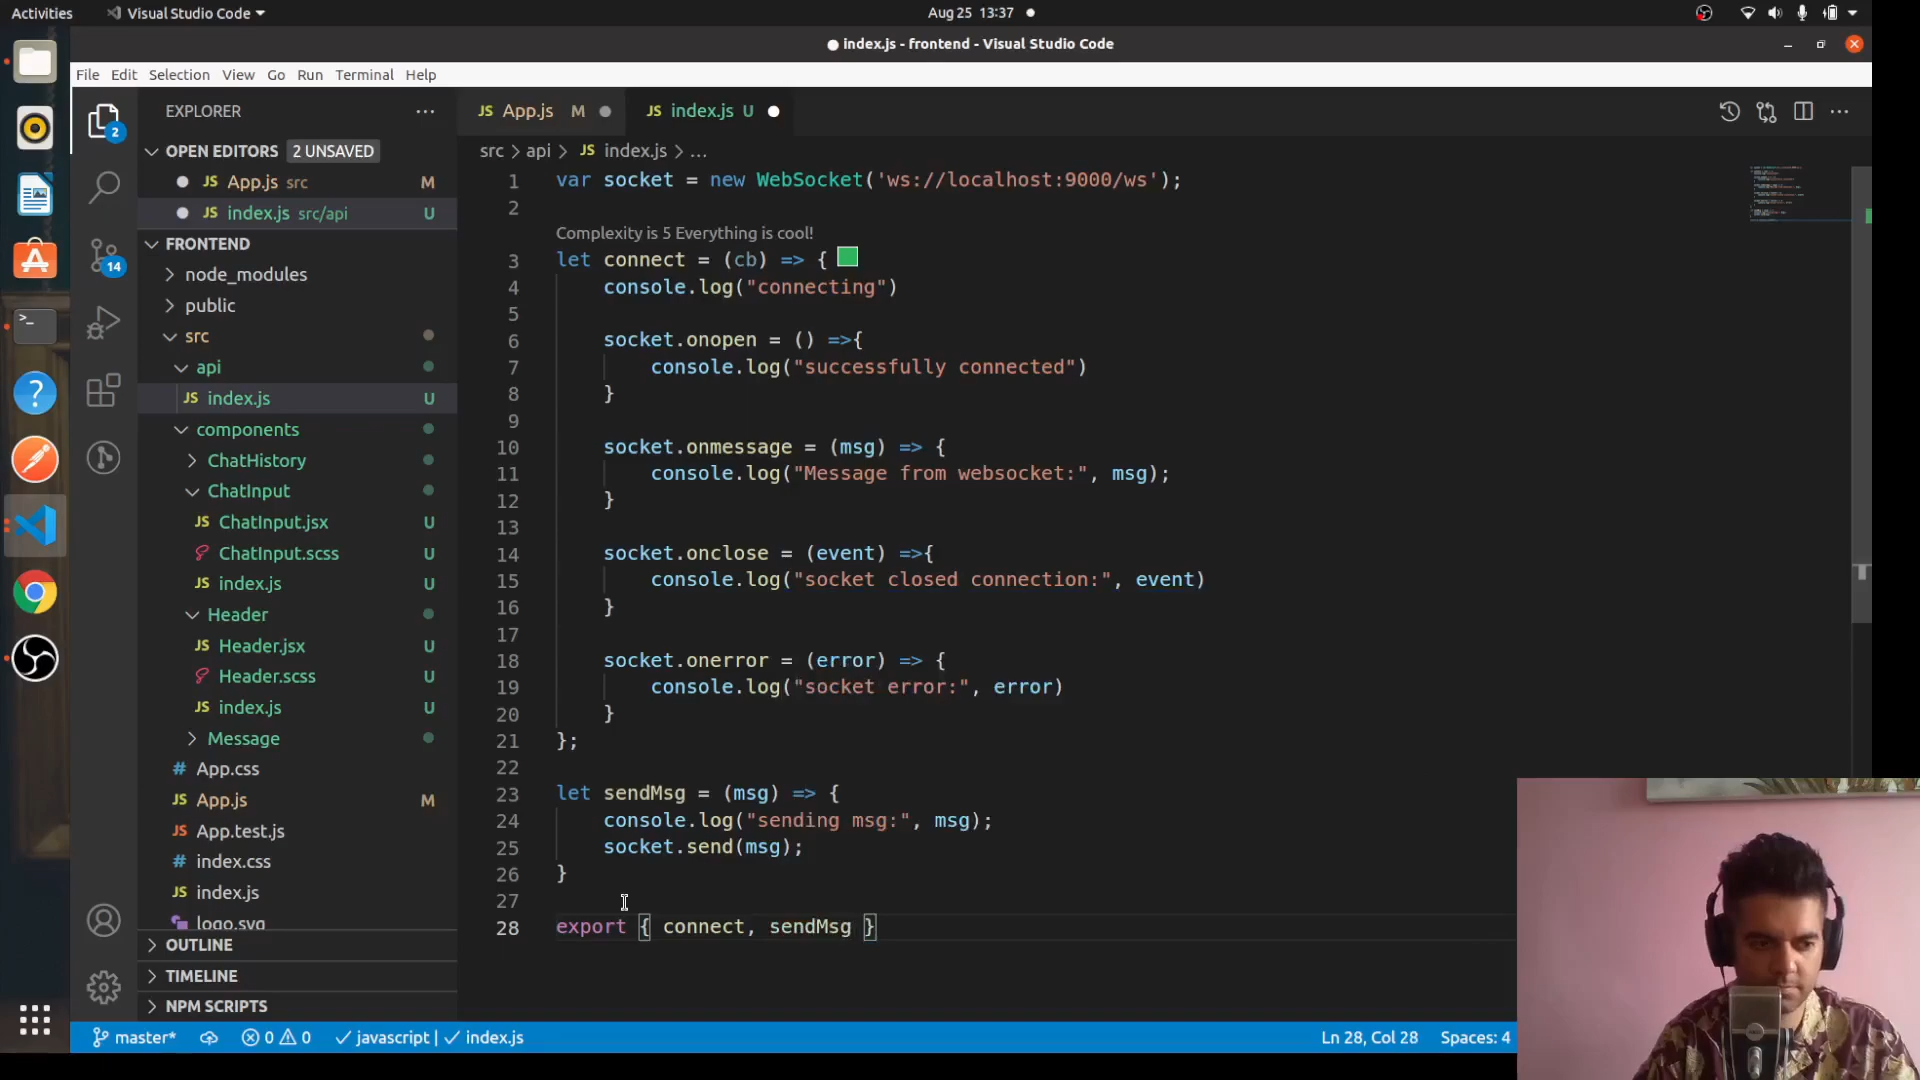 Activities
Visual Studio Code
Aug 25 13:37
index.js - frontend - Visual Studio Code
File Edit Selection View Go Run Terminal Help
2
14
EXPLORER
OPEN EDITORS 2 UNSAVED
JS App.js src M
JS index.js src/api U
FRONTEND
node_modules
public
src
api
JS index.js U
components
ChatHistory
ChatInput
JS ChatInput.jsx U
ChatInput.scss U
JS index.js U
Header
JS Header.jsx U
Header.scss U
JS index.js U
Message
# App.css
JS App.js M
App.test.js
# index.css
JS index.js
logo.svg
OUTLINE
TIMELINE
NPM SCRIPTS
JS App.js M
JS index.js U
src > api > JS index.js > ...
1 var socket = new WebSocket('ws://localhost:9000/ws');
2
Complexity is 5 Everything is cool!
3 let connect = (cb) => {
4 console.log("connecting")
5
6 socket.onopen = () =>{
7 console.log("successfully connected")
8 }
9
10 socket.onmessage = (msg) => {
11 console.log("Message from websocket:", msg);
12 }
13
14 socket.onclose = (event) =>{
15 console.log("socket closed connection:", event)
16 }
17
18 socket.onerror = (error) => {
19 console.log("socket error:", error)
20 }
21 };
22
23 let sendMsg = (msg) => {
24 console.log("sending msg:", msg);
25 socket.send(msg);
26 }
27
28 export { connect, sendMsg }
master* 0 0 javascript | index.js Ln 28, Col 28 Spaces: 4